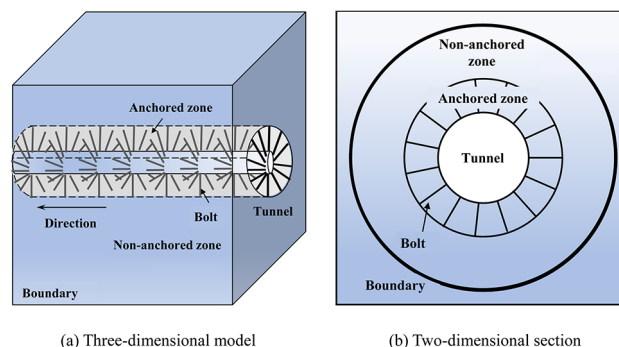 Anchored zone
Bolt
Tunnel
Direction
Non-anchored zone
Boundary
(a) Three-dimensional model
Non-anchored
zone
Anchored zone
Tunnel
Bolt
Boundary
(b) Two-dimensional section